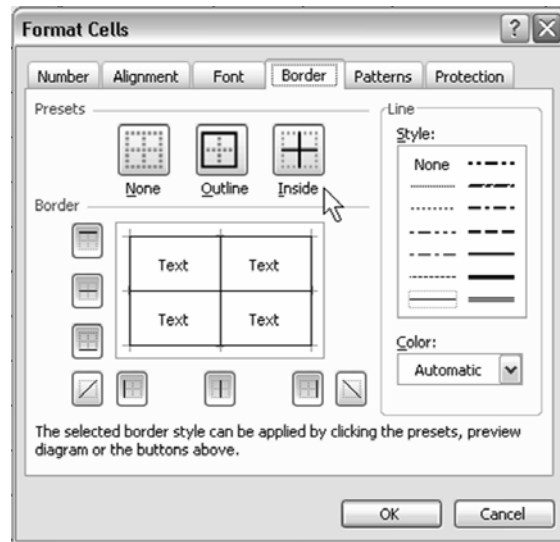 Format Cells
Number Alignment Font Border Patterns Protection
Presets
Line
Style:
None
None Outline Inside
Border
Text Text
Text Text
Color:
Automatic
The selected border style can be applied by clicking the presets, preview
diagram or the buttons above.
OK Cancel